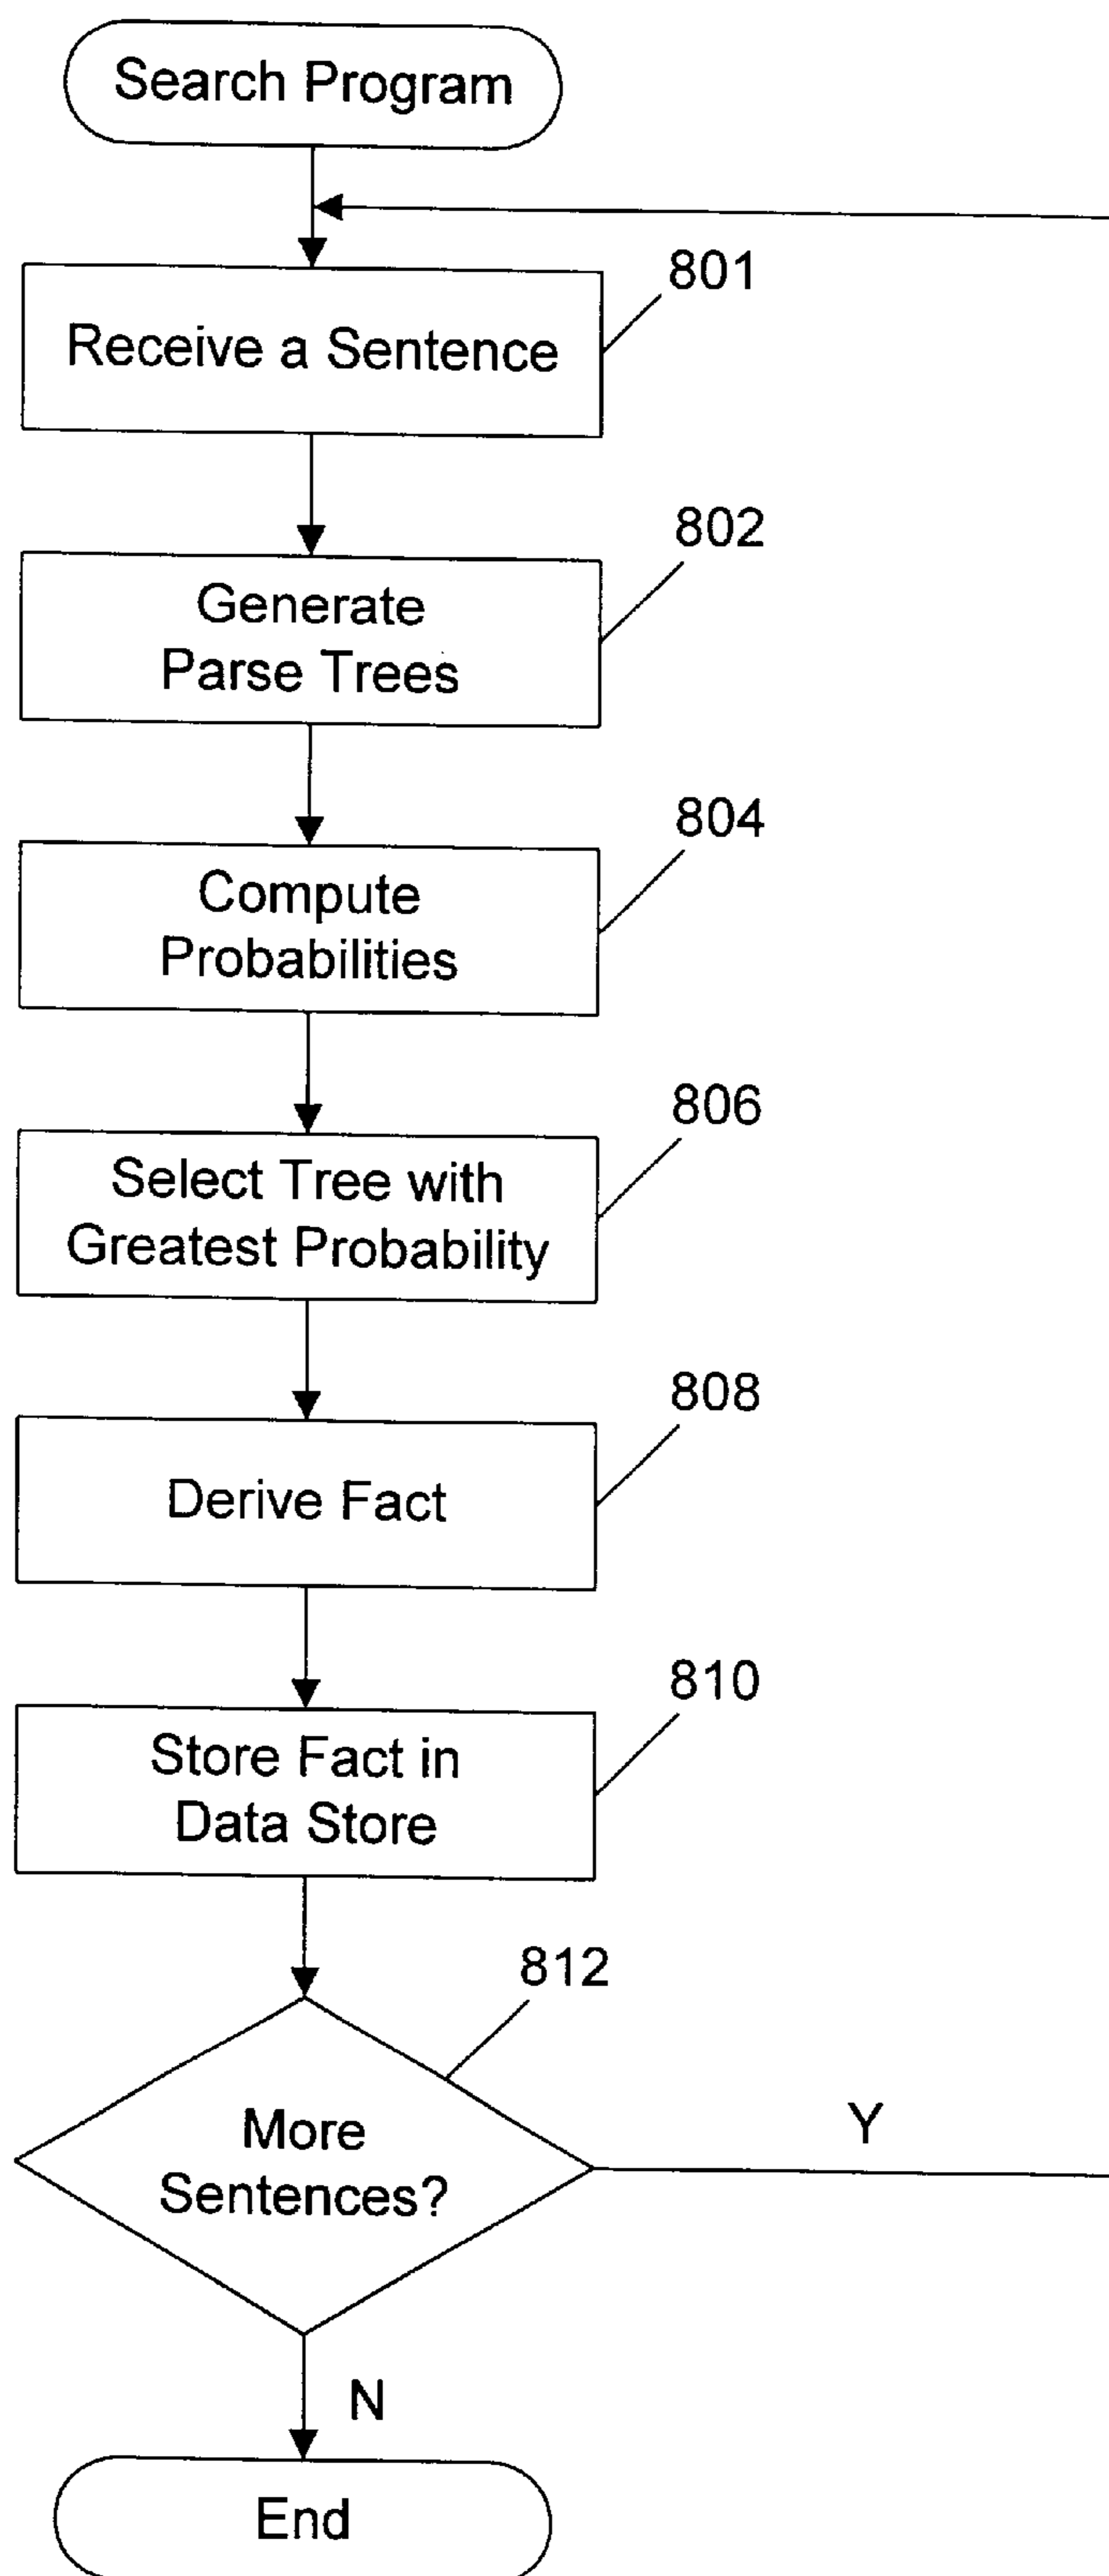 Search Program
801
Receive a Sentence
802
Generate
Parse Trees
804
Compute
Probabilities
806
Select Tree with
Greatest Probability
808
Derive Fact
810
Store Fact in
Data Store
812
More
Sentences?
Y
N
End